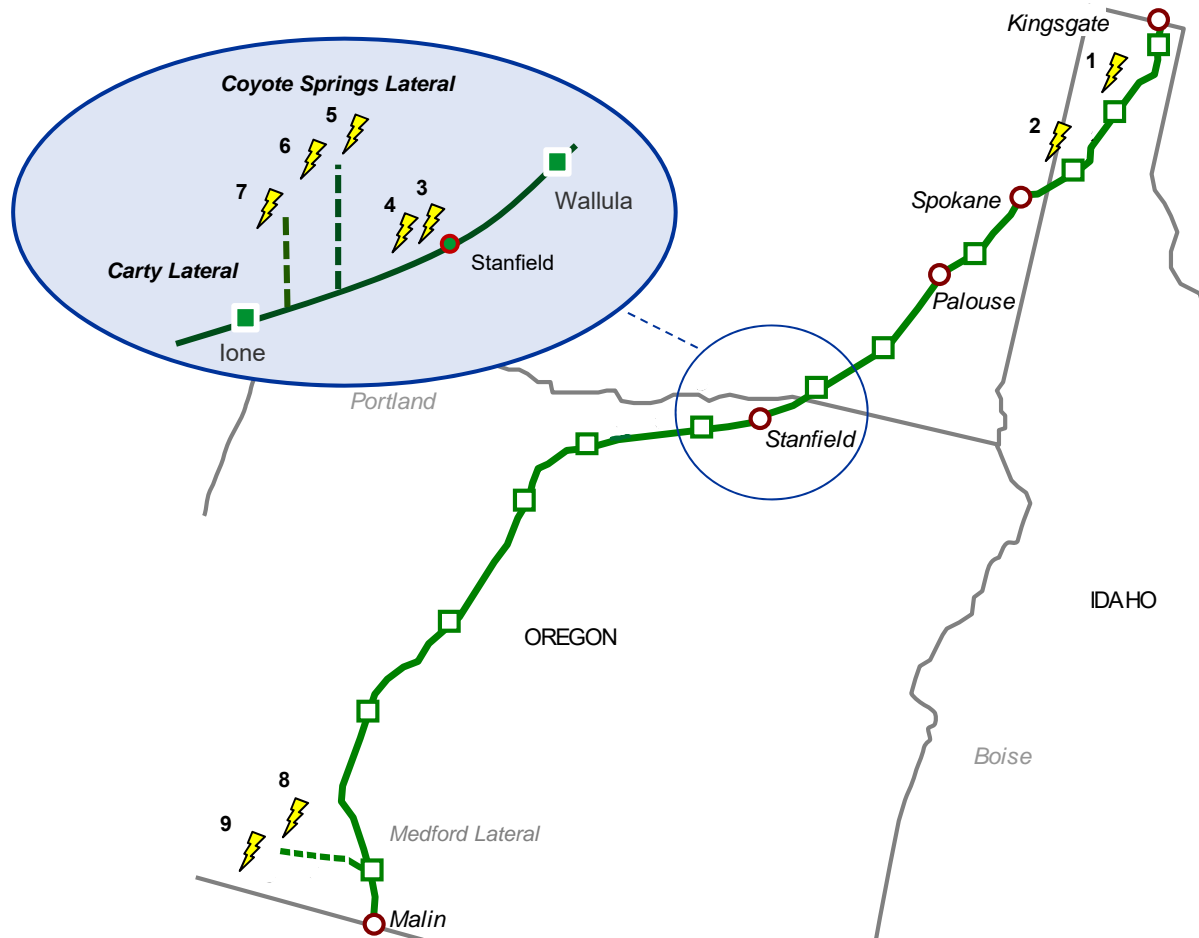 Kingsgate
1
Coyote Springs Lateral
5
2
6
7
3
4
Wallula
Spokane
Stanfield
Carty Lateral
Palouse
Ione
Portland
Stanfield
IDAHO
OREGON
Boise
8
9
Medford Lateral
Malin